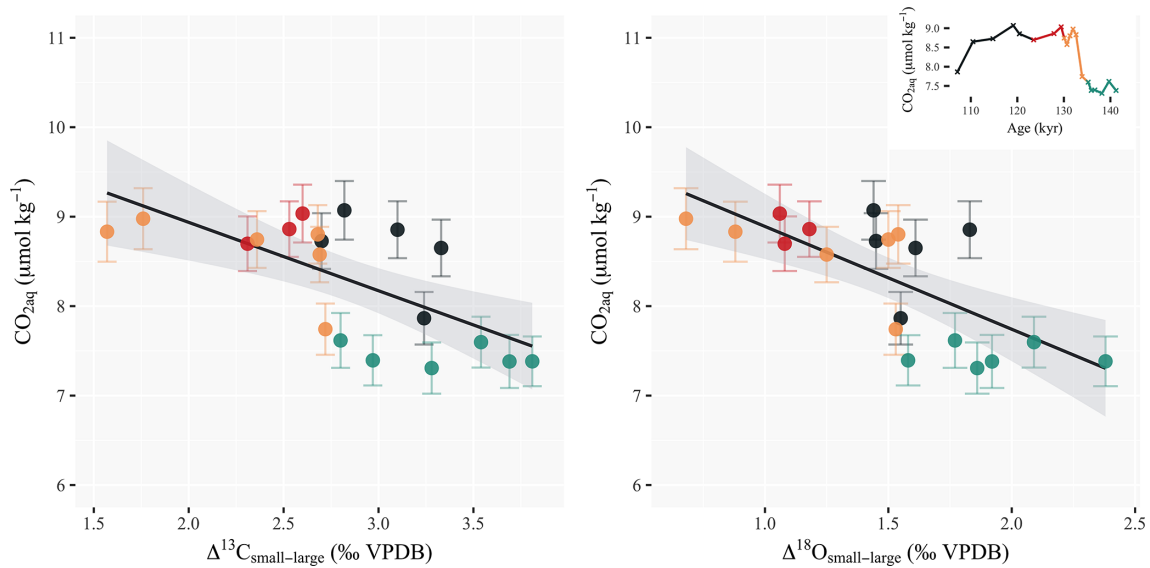 11
10
9
8
7
6
CO2aq (μmol kg−1)
1.5 2.0 2.5 3.0 3.5
Δ13Csmall−large (‰ VPDB)
11
10
9
8
7
6
CO2aq (μmol kg−1)
1.0 1.5 2.0 2.5
Δ18Osmall−large (‰ VPDB)
9.0
8.5
8.0
7.5
CO2aq (μmol kg−1)
110 120 130 140
Age (kyr)